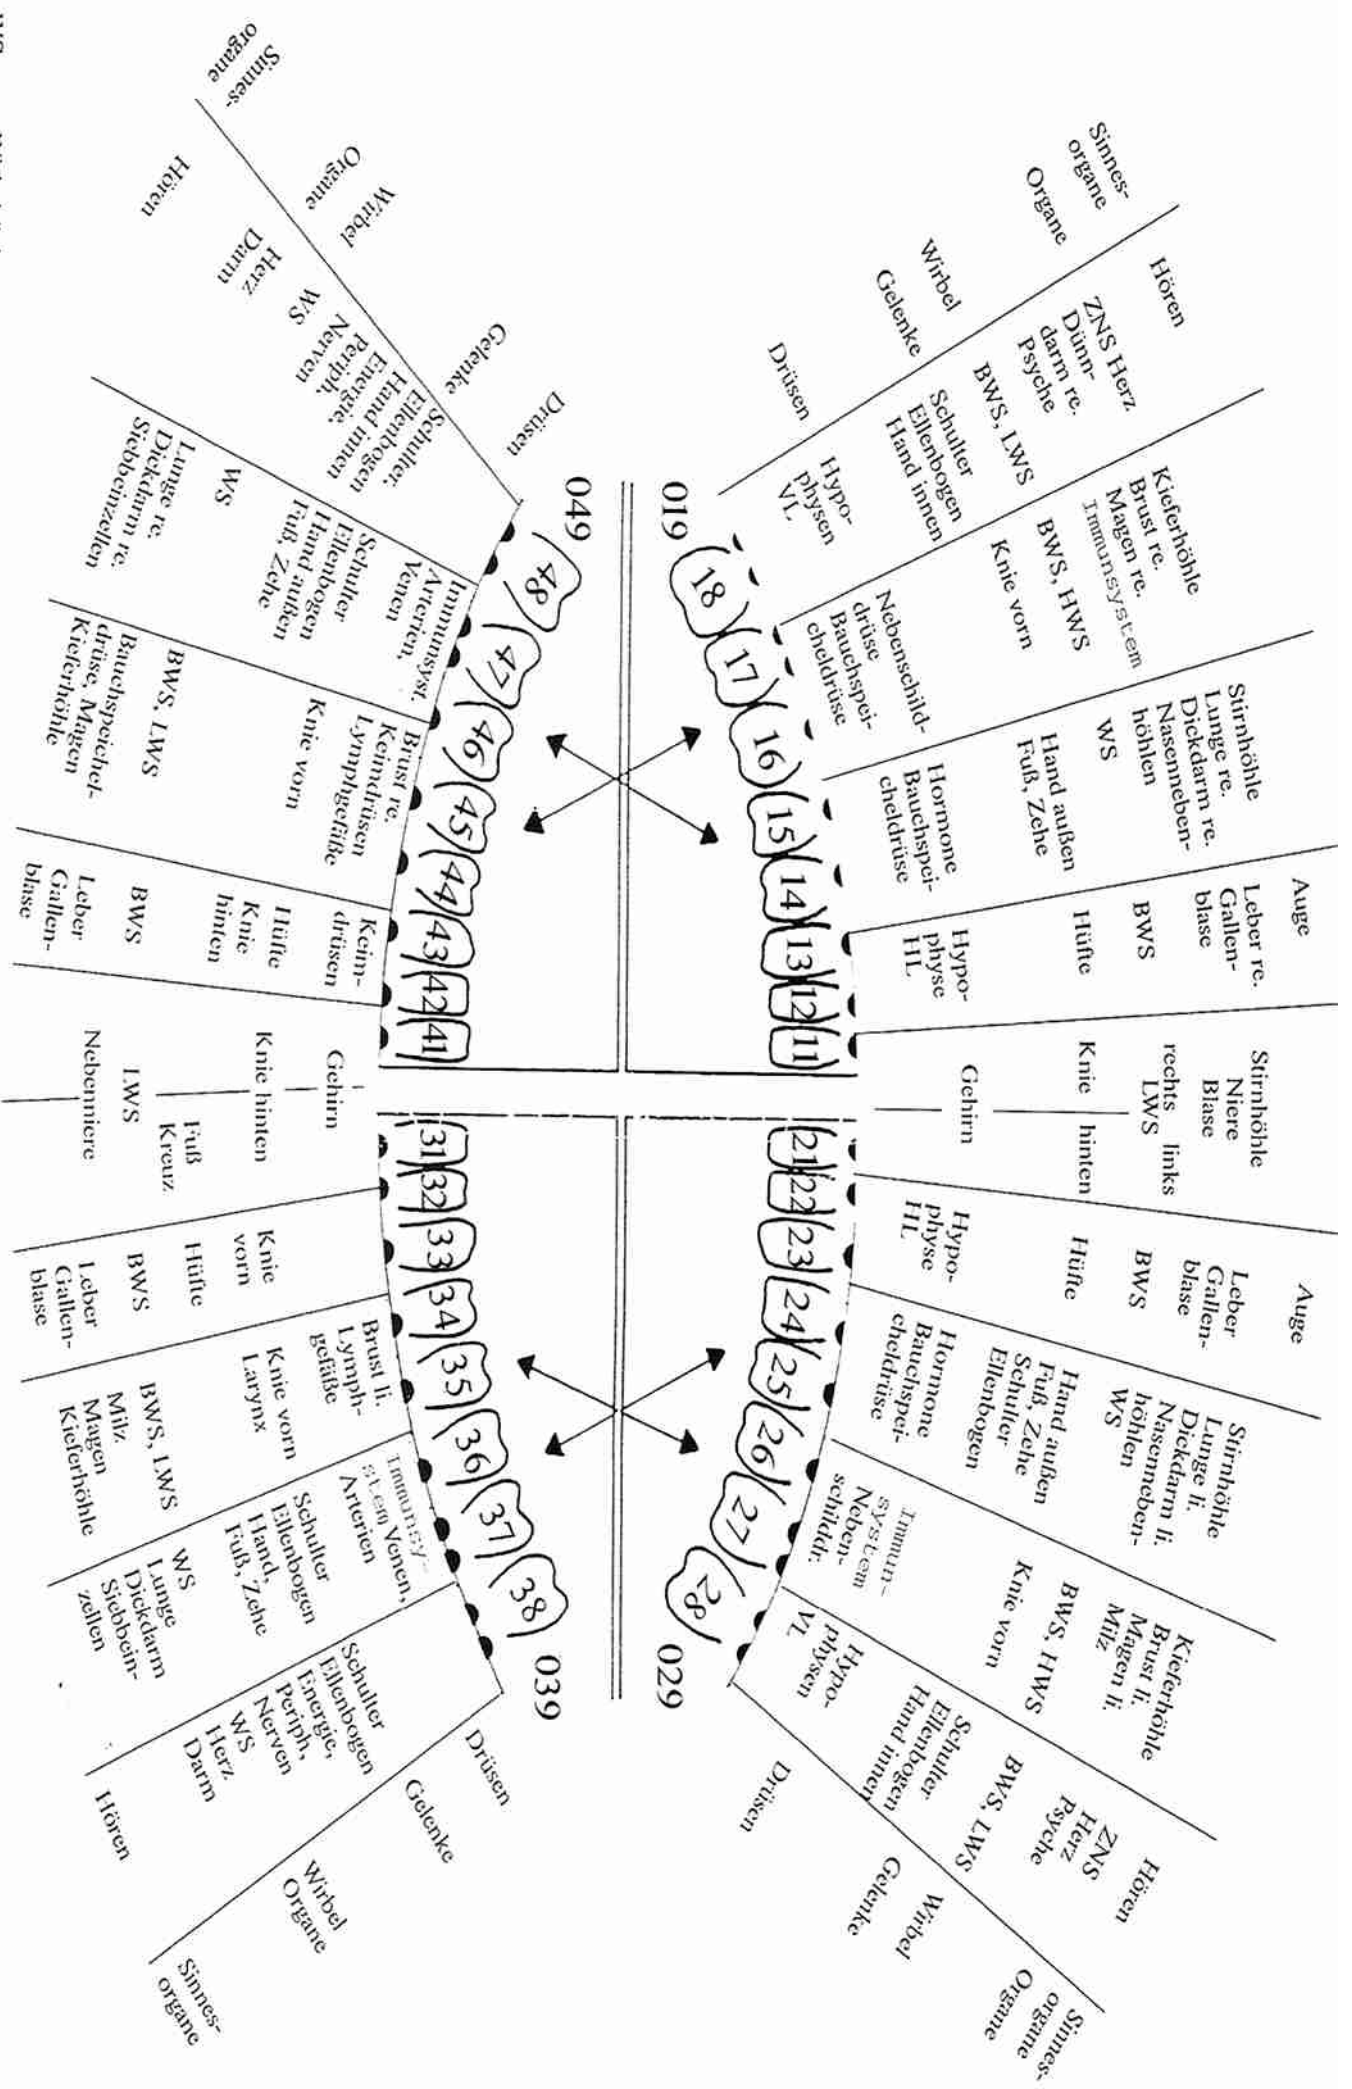 Sinnes-
organe
Organe
Wirbel
Gelenke
Drüsen
Hören
ZNS Herz
Dünn-
darm re.
Psyche
BWS, LWS
Schulter
Ellenbogen
Hand innen
Hypo-
physen
VL
Kieferhöhle
Brust re.
Magen re.
Immunsystem
BWS, HWS
Knie vorn
Nebenschild-
drüse
Bauchspei-
cheldrüse
Stirnhöhle
Lunge re.
Dickdarm re.
Nasenneben-
höhlen
WS
Hand außen
Fuß, Zehe
Hormone
Bauchspei-
cheldrüse
Auge
Leber re.
Gallen-
blase
BWS
Hüfte
Hypo-
physe
HL
Stirnhöhle
Niere
Blase
rechts links
LWS
Knie hinten
Gehirn
Auge
Leber
Gallen-
blase
BWS
Hüfte
Hypo-
physe
HL
Stirnhöhle
Lunge li.
Dickdarm li.
Nasenneben-
höhlen
WS
Hand außen
Fuß, Zehe
Schulter
Ellenbogen
Hormone
Bauchspei-
cheldrüse
Kieferhöhle
Brust li.
Magen li.
Milz
BWS, HWS
Knie vorn
Immun-
system
Neben-
schilddr.
Hören
ZNS
Herz
Psyche
BWS, LWS
Schulter
Ellenbogen
Hand innen
Hypo-
physen
VL
Sinnes-
organe
Organe
Wirbel
Gelenke
Drüsen
019 18 17 16 15 14 13 12 11 21 22 23 24 25 26 27 28 029
049 48 47 46 45 44 43 42 41 31 32 33 34 35 36 37 38 039
Drüsen
Gelenke
Wirbel
Organe
Sinnes-
organe
Schulter,
Ellenbogen
Hand innen
Energie,
Periph.
Nerven
WS
Herz
Darm
Hören
Immunsyst.
Arterien,
Venen
Schulter
Ellenbogen
Hand außen
Fuß, Zehe
WS
Lunge re.
Dickdarm re.
Siebbeinzellen
Brust re.
Keimdrüsen
Lymphgefäße
Knie vorn
BWS, LWS
Bauchspeichel-
drüse, Magen
Kieferhöhle
Keim-
drüsen
Hüfte
Knie
hinten
BWS
Leber
Gallen-
blase
Gehirn
Knie hinten
Fuß
Kreuz
LWS
Nebenniere
Knie
vorn
Hüfte
BWS
Leber
Gallen-
blase
Brust li.
Lymph-
gefäße
Knie vorn
Larynx
BWS, LWS
Milz
Magen
Kieferhöhle
Immunsy-
stem Venen,
Arterien
Schulter
Ellenbogen
Hand,
Fuß, Zehe
WS
Lunge
Dickdarm
Siebbein-
zellen
Schulter
Ellenbogen
Energie,
Periph,
Nerven
WS
Herz
Darm
Hören
Drüsen
Gelenke
Wirbel
Organe
Sinnes-
organe